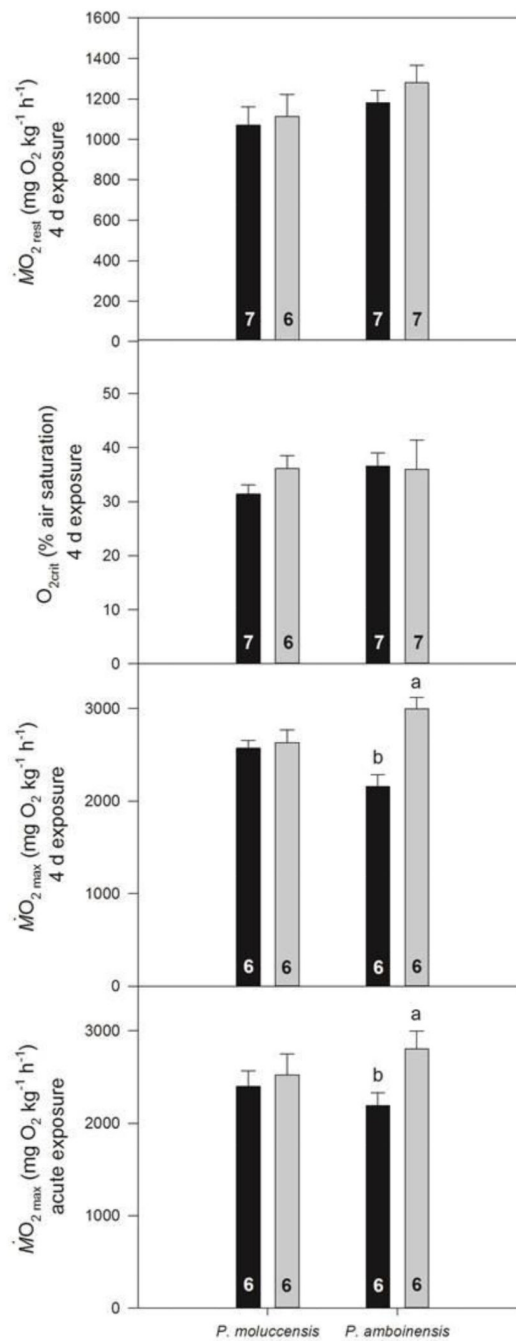 ṀO2 rest (mg O2 kg-1 h-1)
4 d exposure
1600
1400
1200
1000
800
600
400
200
0
7
6
7
7
O2crit (% air saturation)
4 d exposure
50
40
30
20
10
0
7
6
7
7
ṀO2 max (mg O2 kg-1 h-1)
4 d exposure
3000
2000
1000
0
b
a
6
6
6
6
ṀO2 max (mg O2 kg-1 h-1)
acute exposure
3000
2000
1000
0
b
a
6
6
6
6
P. moluccensis
P. amboinensis